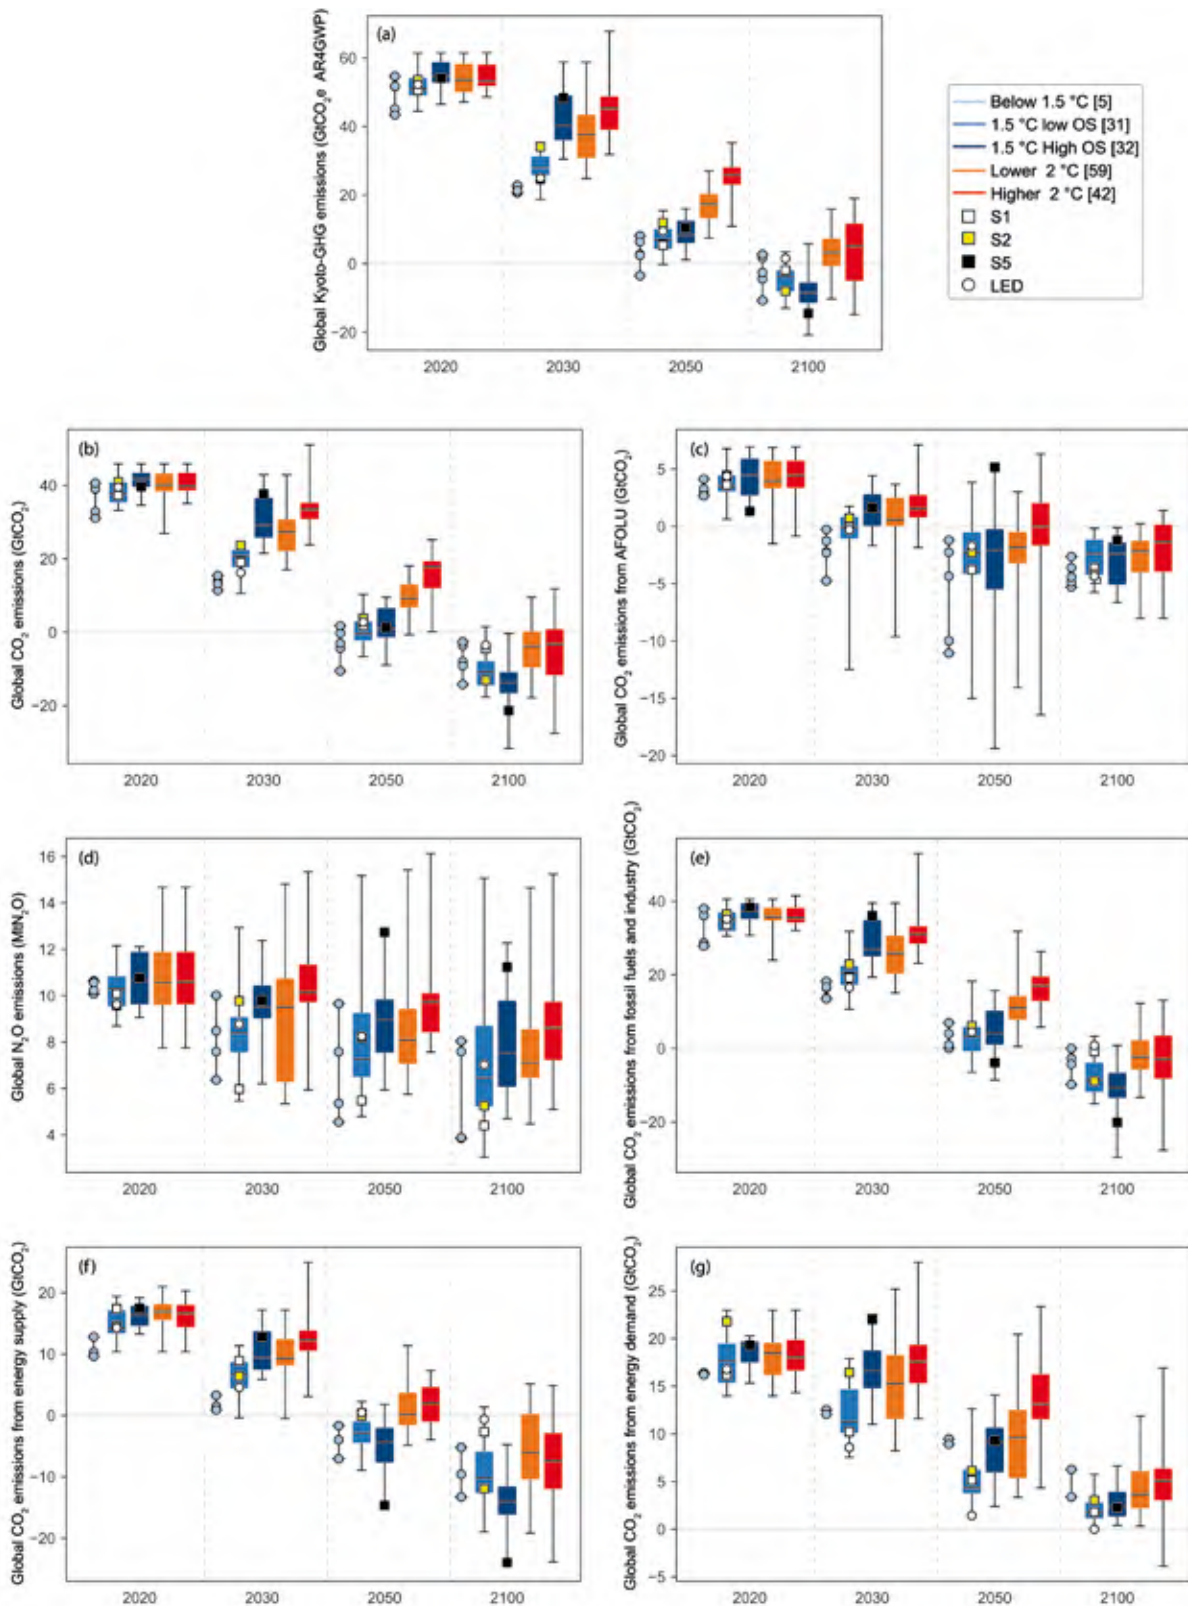 (a)
Global Kyoto-GHG emissions (GtCO₂e AR4GWP)
60
40
20
0
−20
2020 2030 2050 2100
Below 1.5 °C [5]
1.5 °C low OS [31]
1.5 °C High OS [32]
Lower 2 °C [59]
Higher 2 °C [42]
S1
S2
S5
LED
(b)
Global CO₂ emissions (GtCO₂)
40
20
0
−20
2020 2030 2050 2100
(c)
Global CO₂ emissions from AFOLU (GtCO₂)
5
0
−5
−10
−15
−20
2020 2030 2050 2100
(d)
Global N₂O emissions (MtN₂O)
16
14
12
10
8
6
4
2020 2030 2050 2100
(e)
Global CO₂ emissions from fossil fuels and industry (GtCO₂)
40
20
0
−20
2020 2030 2050 2100
(f)
Global CO₂ emissions from energy supply (GtCO₂)
20
10
0
−10
−20
2020 2030 2050 2100
(g)
Global CO₂ emissions from energy demand (GtCO₂)
25
20
15
10
5
0
−5
2020 2030 2050 2100